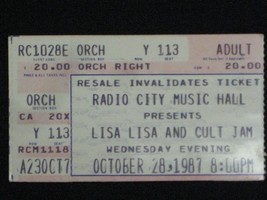 RC1028E ORCH Y 113 ADULT
20.00 ORCH RIGHT 20.00
RESALE INVALIDATES TICKET
ORCH RADIO CITY MUSIC HALL
CA 20X PRESENTS
Y 113 LISA LISA AND CULT JAM
RCM1118 WEDNESDAY EVENING
A23OCT7 OCTOBER 28,1987 8:00PM